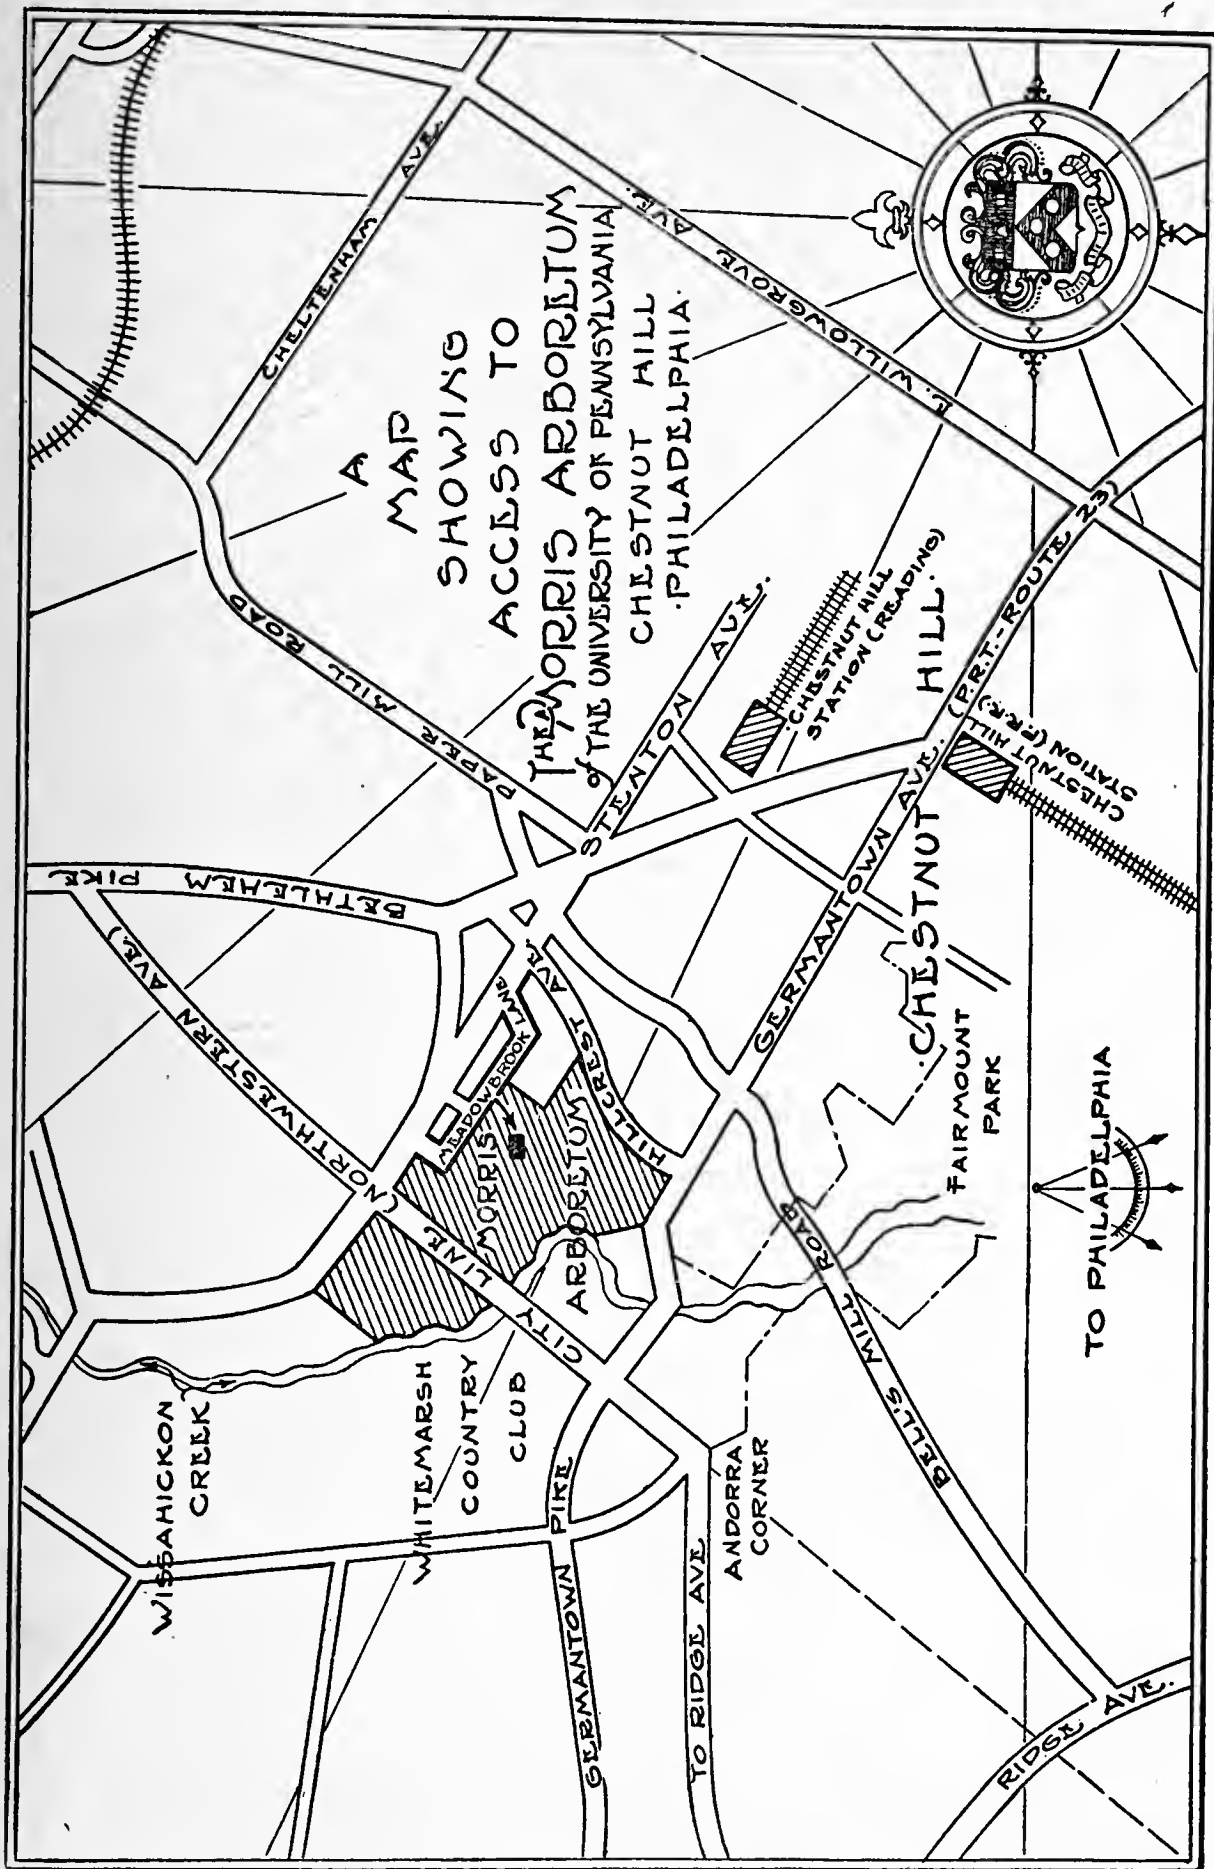 A
MAP
SHOWING
ACCESS TO
THE MORRIS ARBORETUM
of THE UNIVERSITY OF PENNSYLVANIA
CHESTNUT HILL
·PHILADELPHIA·
CHELTENHAM AVE.
E. WILLOWGROVE AVE.
PAPER MILL ROAD
STENTON AVE.
BETHLEHEM PIKE
(NORTHWESTERN AVE.)
CITY LINE
MEADOWBROOK LANE
HILLCREST AVE.
MORRIS
ARBORETUM
·CHESTNUT HILL
STATION (READING)
GERMANTOWN AVE. (P.R.T.-ROUTE 23)
·CHESTNUT HILL·
CHESTNUT HILL
STATION (P.R.R.)
WISSAHICKON
CREEK
WHITEMARSH
COUNTRY
CLUB
GERMANTOWN PIKE
TO RIDGE AVE
ANDORRA
CORNER
BELL'S MILL ROAD
FAIRMOUNT
PARK
RIDGE AVE.
TO PHILADELPHIA